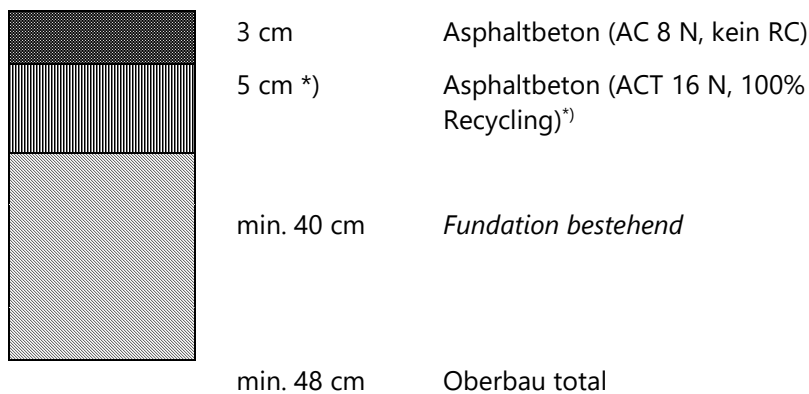 3 cm Asphaltbeton (AC 8 N, kein RC)
5 cm *) Asphaltbeton (ACT 16 N, 100%
Recycling)*)
min. 40 cm Fundation bestehend
min. 48 cm Oberbau total